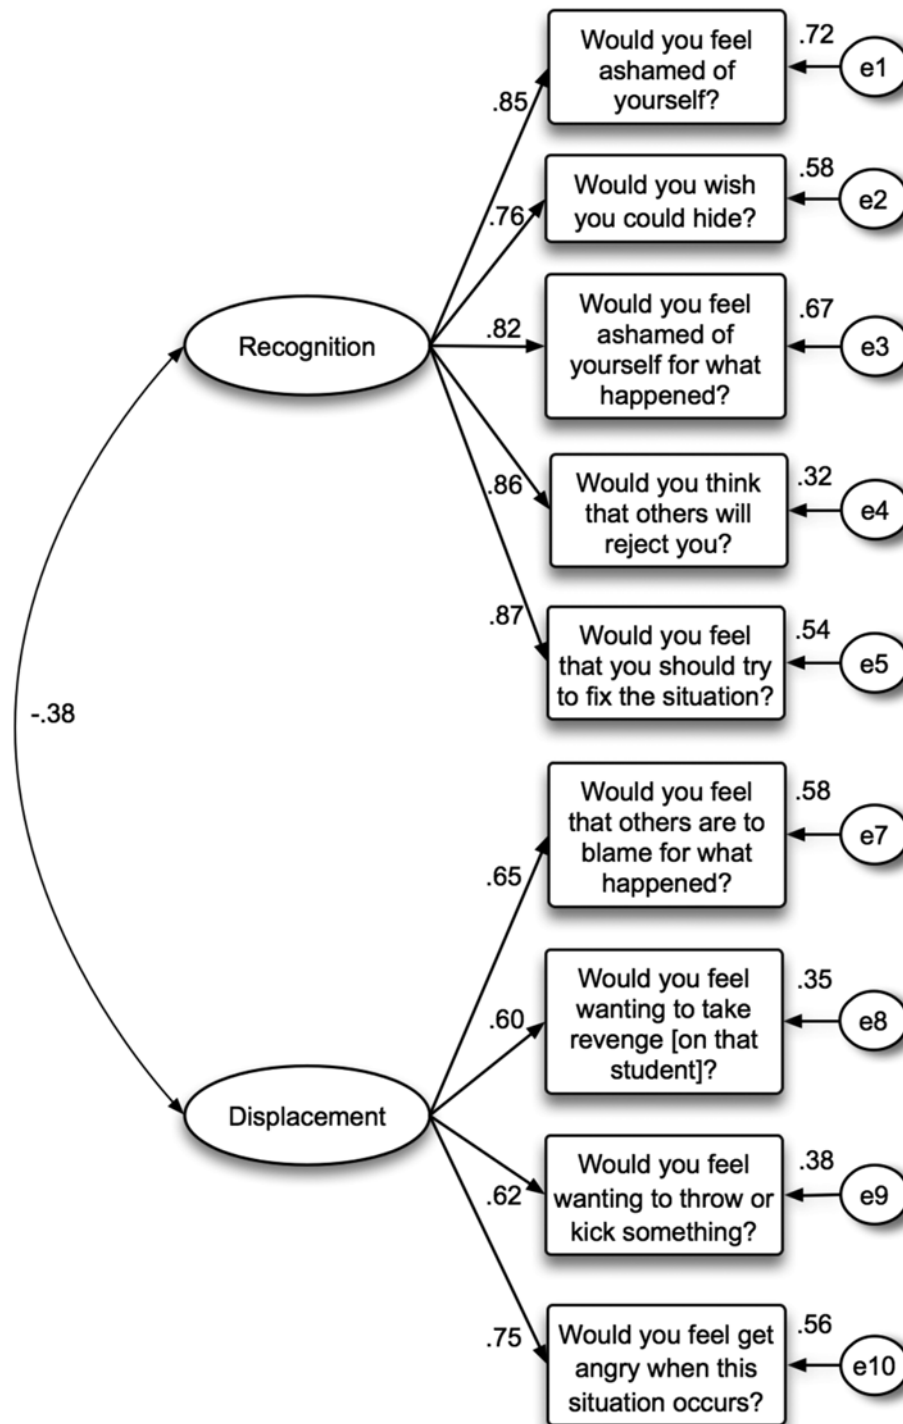 Would you feel
ashamed of
yourself?
.72
e1
.85
Would you wish
you could hide?
.58
e2
.76
Recognition
Would you feel
ashamed of
yourself for what
happened?
.67
e3
.82
Would you think
that others will
reject you?
.32
e4
.86
Would you feel
that you should try
to fix the situation?
.54
e5
.87
-.38
Would you feel
that others are to
blame for what
happened?
.58
e7
.65
Would you feel
wanting to take
revenge [on that
student]?
.35
e8
.60
Displacement
Would you feel
wanting to throw or
kick something?
.38
e9
.62
Would you feel get
angry when this
situation occurs?
.56
e10
.75